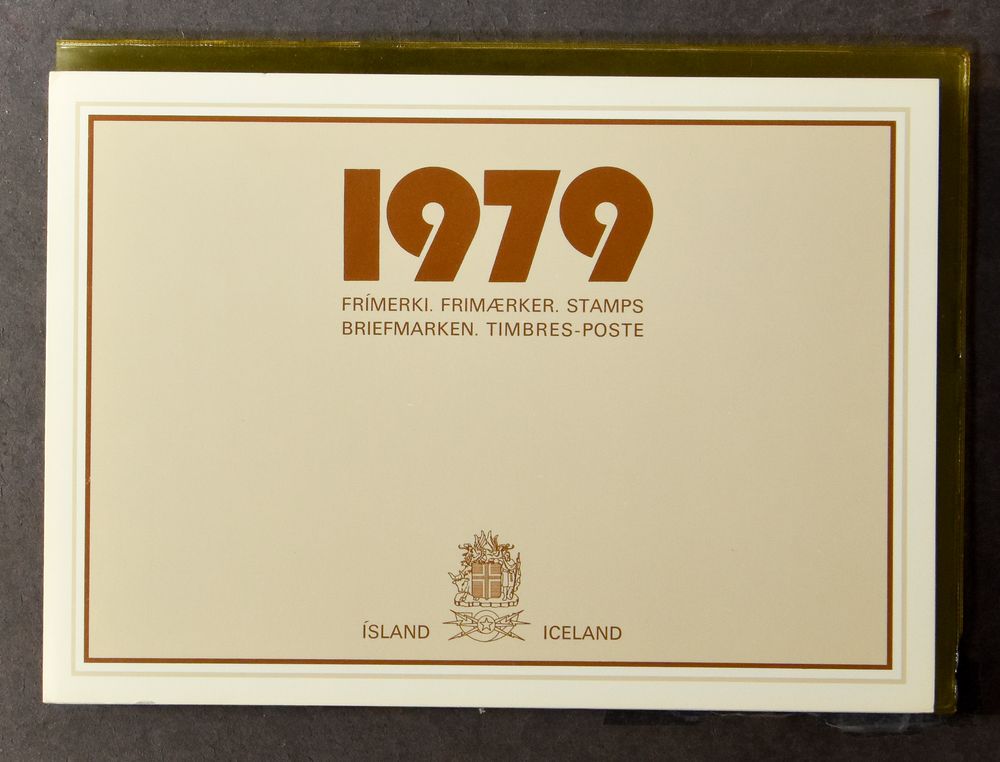 1979
FRÍMERKI. FRIMÆRKER. STAMPS
BRIEFMARKEN. TIMBRES-POSTE
ÍSLAND ICELAND